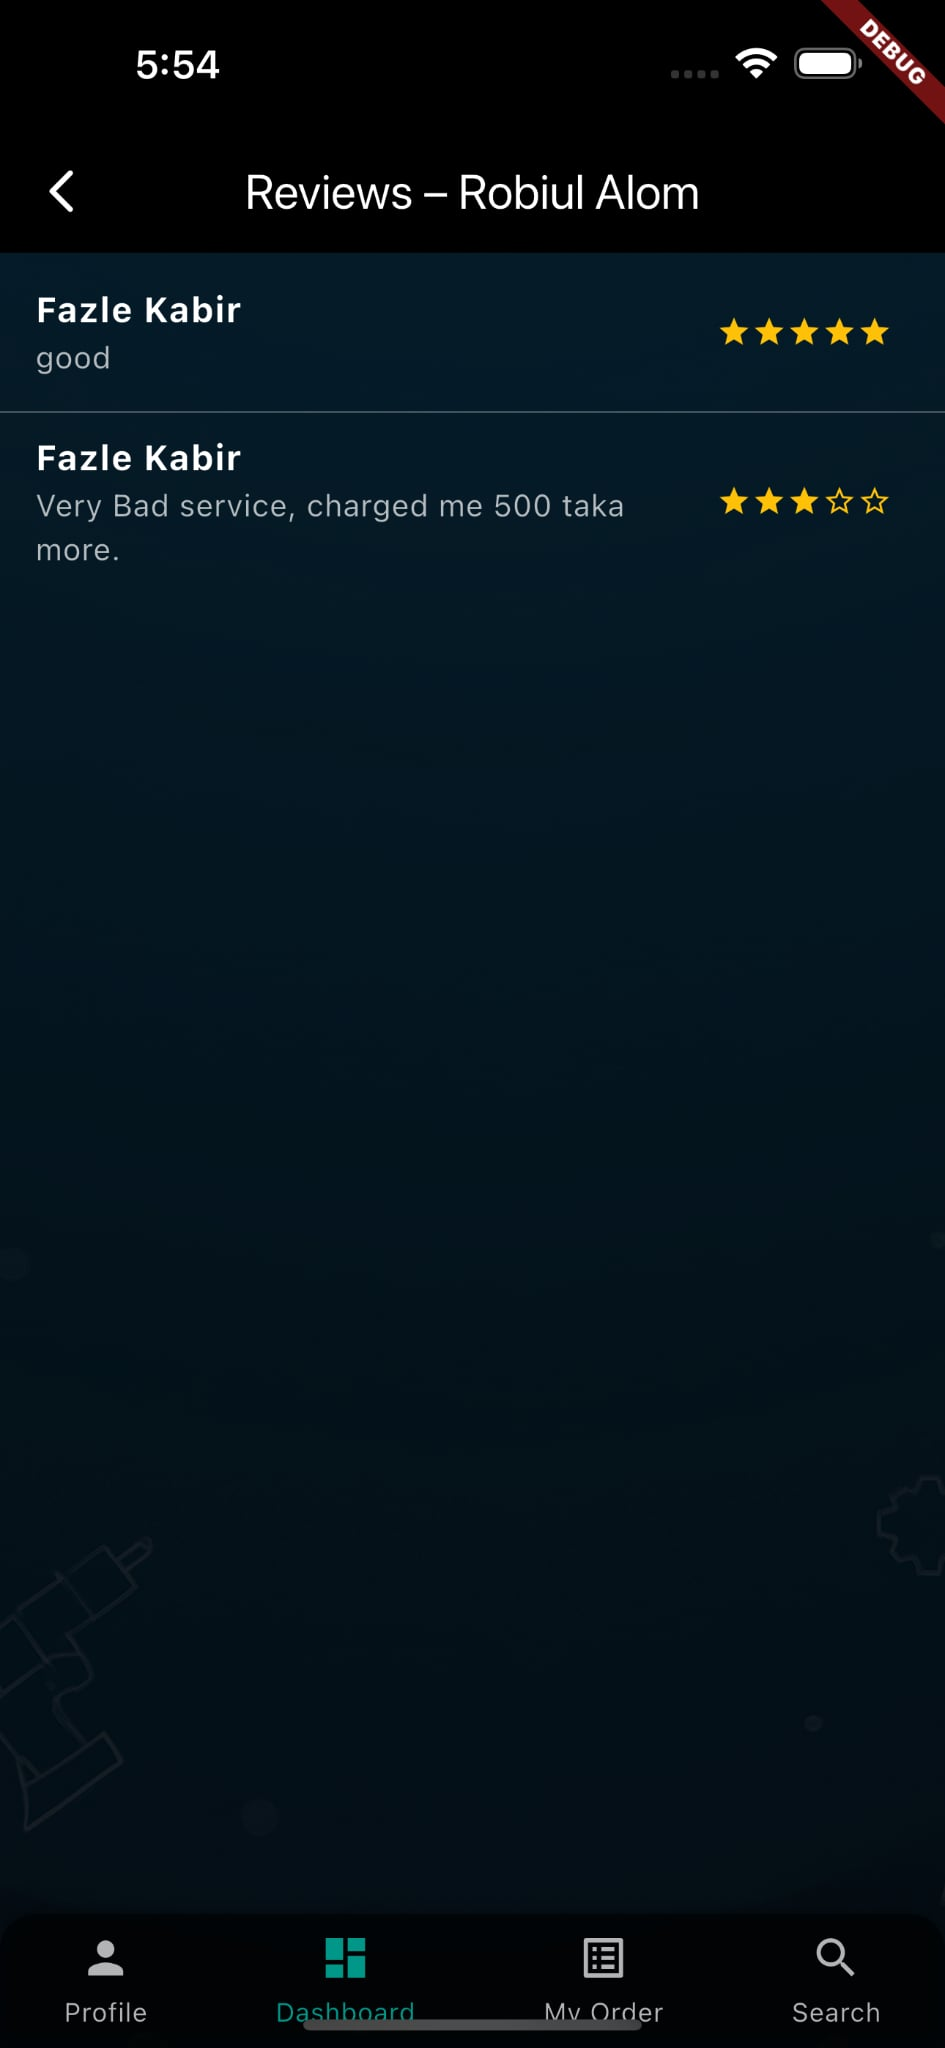 5:54
DEBUG
Reviews – Robiul Alom
Fazle Kabir
good
Fazle Kabir
Very Bad service, charged me 500 taka
more.
Profile
Dashboard
My Order
Search